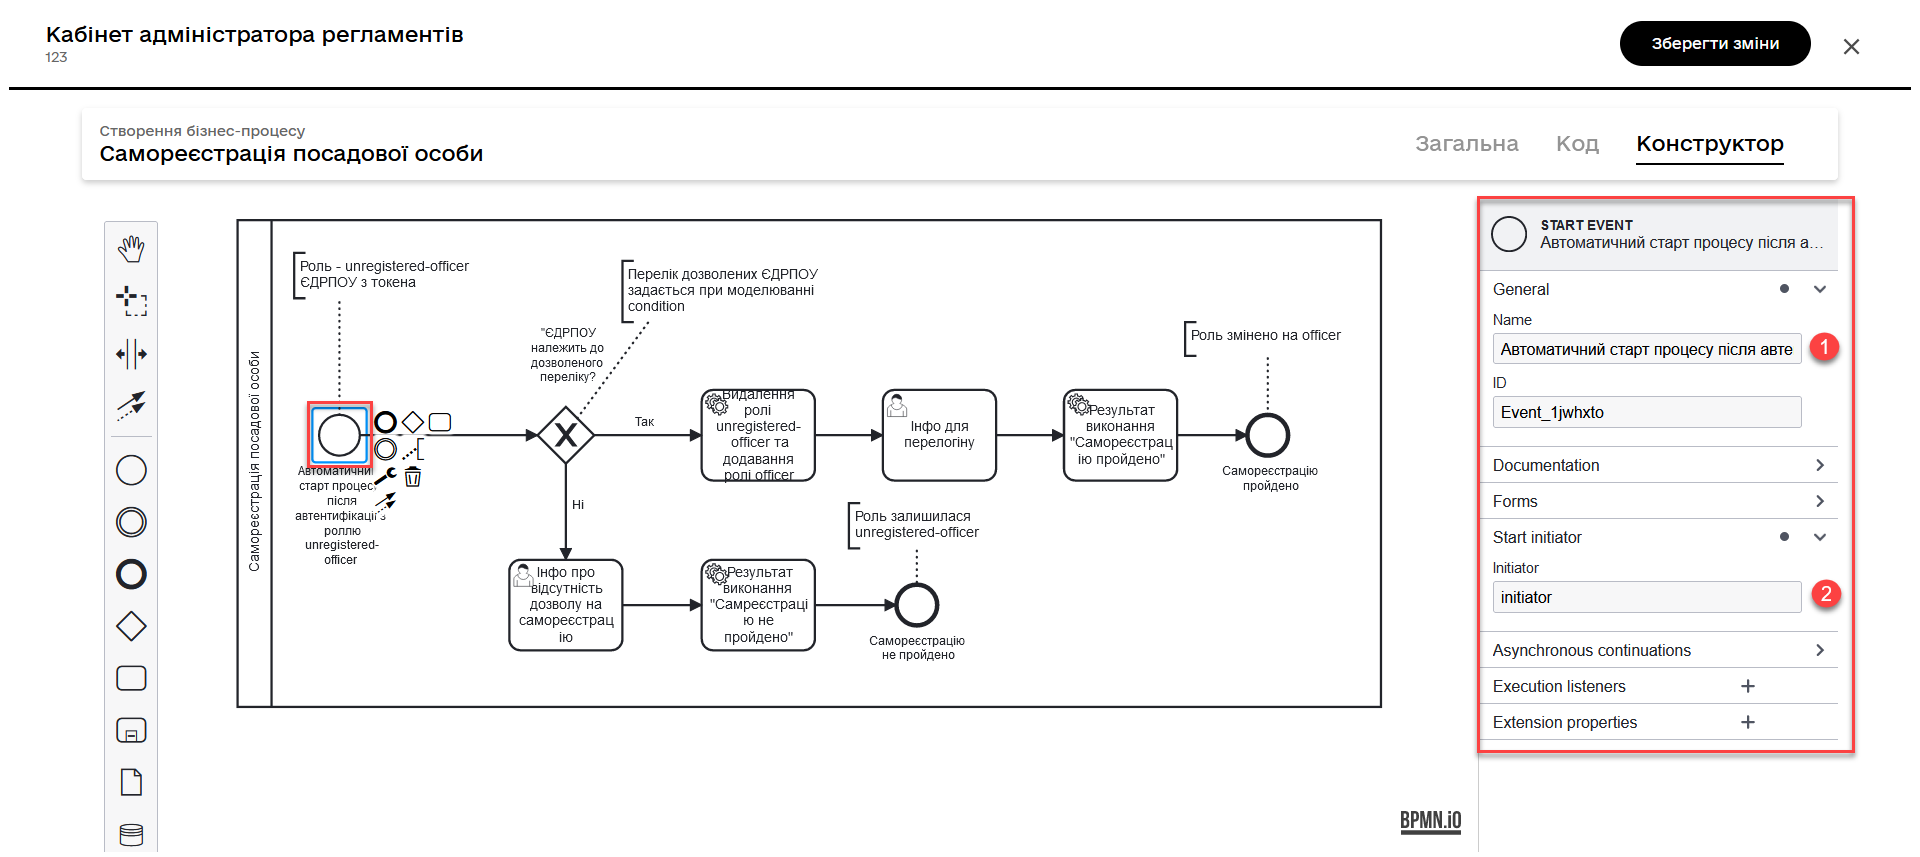 Кабінет адміністратора регламентів
123
Зберегти зміни
Створення бізнес-процесу
Самореєстрація посадової особи
Загальна
Код
Конструктор
Самореєстрація посадової особи
Роль - unregistered-officer
ЄДРПОУ з токена
Перелік дозволених ЄДРПОУ
задається при моделюванні
condition
"ЄДРПОУ
належить до
дозволеного
переліку?
Роль змінено на officer
Автоматичний
старт процесу
після
автентифікації з
роллю
unregistered-
officer
Так
Ні
Видалення
ролі
unregistered-
officer та
додавання
ролі officer
Інфо для
перелогіну
Результат
виконання
"Самореєстрац
ію пройдено"
Самореєстрацію
пройдено
Роль залишилася
unregistered-officer
Інфо про
відсутність
дозволу на
самореєстрац
ію
Результат
виконання
"Самреєстраці
ю не
пройдено"
Самореєстрацію
не пройдено
START EVENT
Автоматичний старт процесу після а...
General
Name
Автоматичний старт процесу після авте
1
ID
Event_1jwhxto
Documentation
Forms
Start initiator
Initiator
initiator
2
Asynchronous continuations
Execution listeners
Extension properties
BPMN.iO